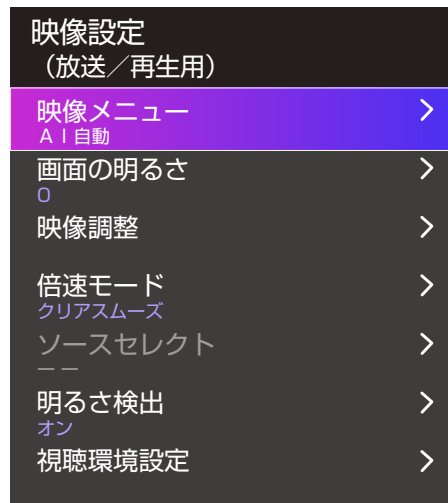 映像設定
（放送／再生用）
映像メニュー
ＡＩ自動
画面の明るさ
０
映像調整
倍速モード
クリアスムーズ
ソースセレクト
－－
明るさ検出
オン
視聴環境設定